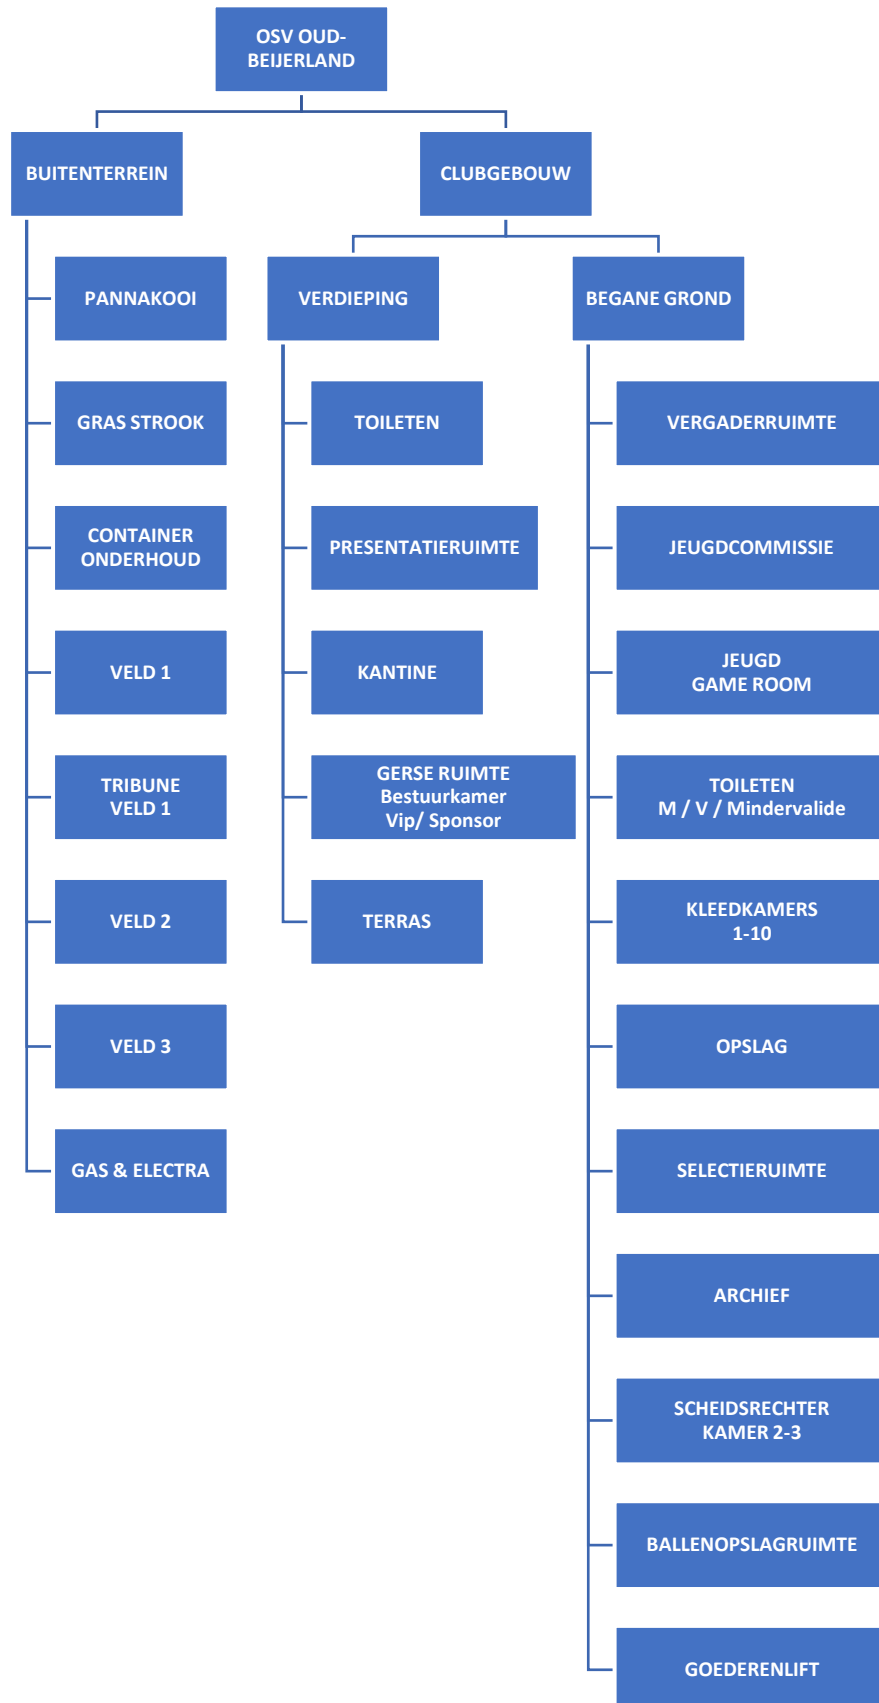 OSV OUD-
BEIJERLAND
BUITENTERREIN
CLUBGEBOUW
PANNAKOOI
GRAS STROOK
CONTAINER
ONDERHOUD
VELD 1
TRIBUNE
VELD 1
VELD 2
VELD 3
GAS & ELECTRA
VERDIEPING
TOILETEN
PRESENTATIERUIMTE
KANTINE
GERSE RUIMTE
Bestuurkamer
Vip/ Sponsor
TERRAS
BEGANE GROND
VERGADERRUIMTE
JEUGDCOMMISSIE
JEUGD
GAME ROOM
TOILETEN
M / V / Mindervalide
KLEEDKAMERS
1-10
OPSLAG
SELECTIERUIMTE
ARCHIEF
SCHEIDSRECHTER
KAMER 2-3
BALLENOPSLAGRUIMTE
GOEDERENLIFT